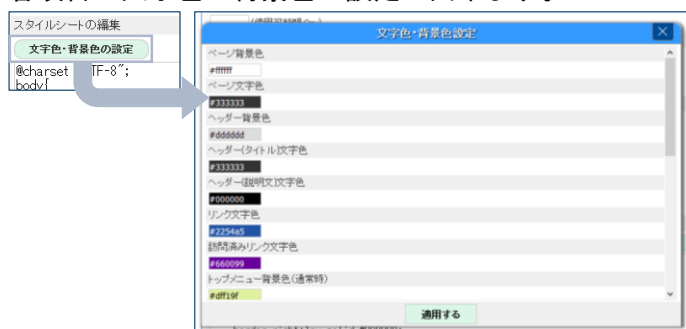 スタイルシートの編集
文字色・背景色の設定
@charset
TF-8";
body{
文字色・背景色設定
ページ背景色
#ffffff
ページ文字色
#333333
ヘッダー背景色
#dddddd
ヘッダー(タイトル)文字色
#333333
ヘッダー(説明文)文字色
#000000
リンク文字色
#2254a5
訪問済みリンク文字色
#660099
トップメニュー背景色(通常時)
#dff19f
適用する